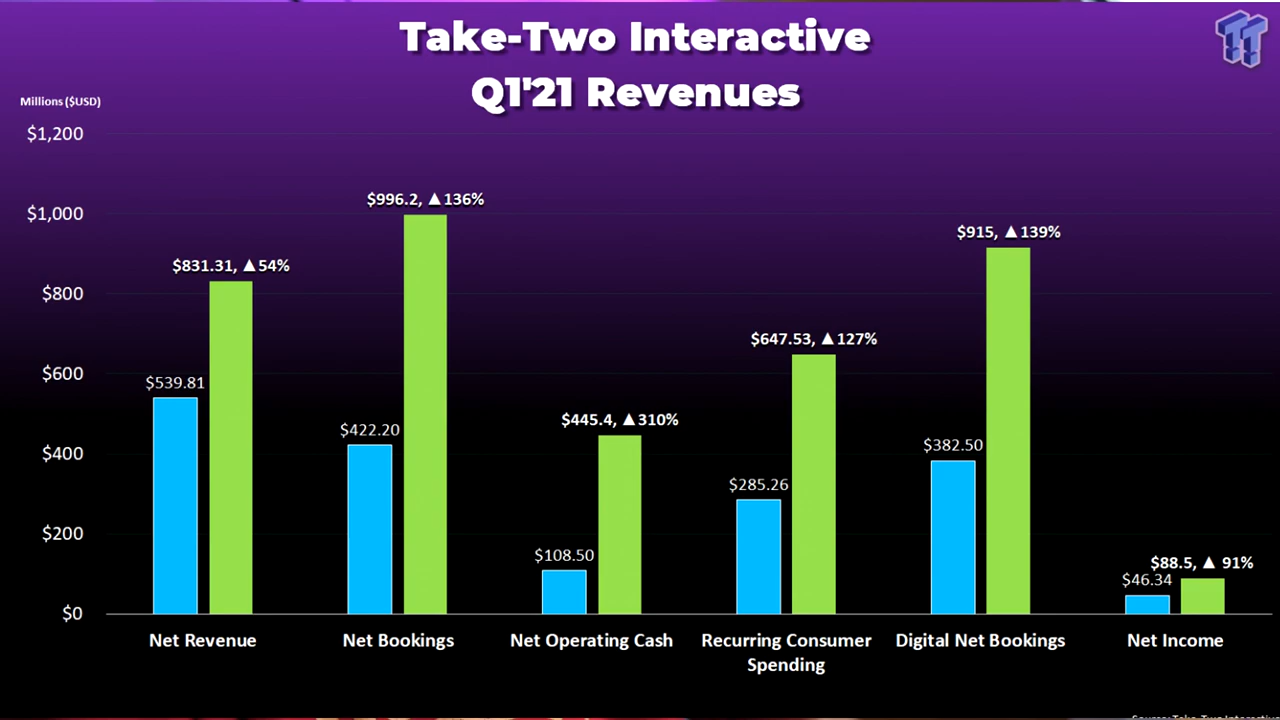 Take-Two Interactive
Q1'21 Revenues
Millions ($USD)
$1,200
$1,000
$800
$600
$400
$200
$0
$539.81
$831.31, ▲54%
$422.20
$996.2, ▲136%
$108.50
$445.4, ▲310%
$285.26
$647.53, ▲127%
$382.50
$915, ▲139%
$46.34
$88.5, ▲ 91%
Net Revenue
Net Bookings
Net Operating Cash
Recurring Consumer
Spending
Digital Net Bookings
Net Income
TT